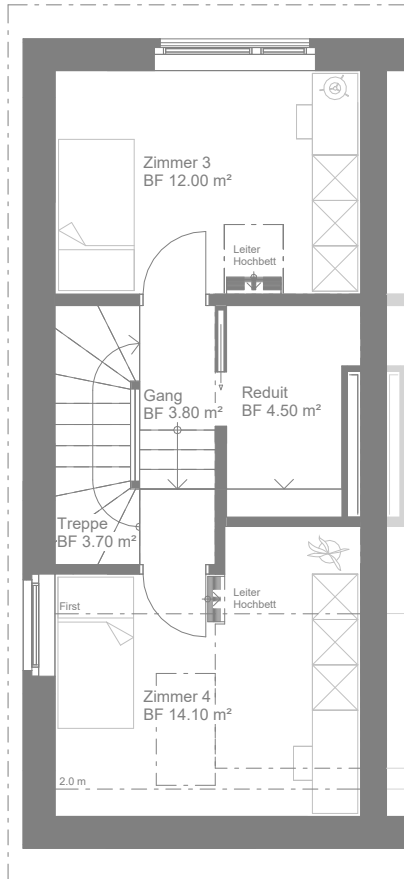 Zimmer 3
BF 12.00 m²
Leiter
Hochbett
Gang
BF 3.80 m²
Reduit
BF 4.50 m²
Treppe
BF 3.70 m²
First
Leiter
Hochbett
Zimmer 4
BF 14.10 m²
2.0 m